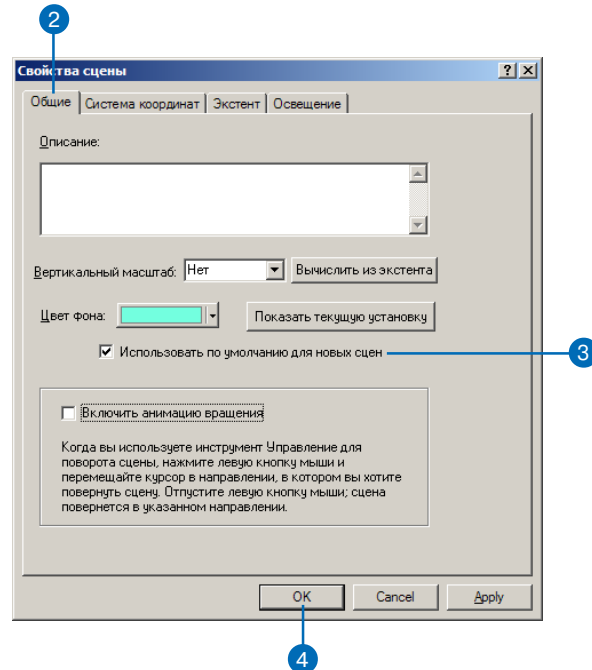 2
Свойства сцены
Общие Система координат Экстент Освещение
Описание:
Вертикальный масштаб: Нет Вычислить из экстента
Цвет фона: Показать текущую установку
Использовать по умолчанию для новых сцен 3
Включить анимацию вращения
Когда вы используете инструмент Управление для
поворота сцены, нажмите левую кнопку мыши и
перемещайте курсор в направлении, в котором вы хотите
повернуть сцену. Отпустите левую кнопку мыши; сцена
повернется в указанном направлении.
OK Cancel Apply
4